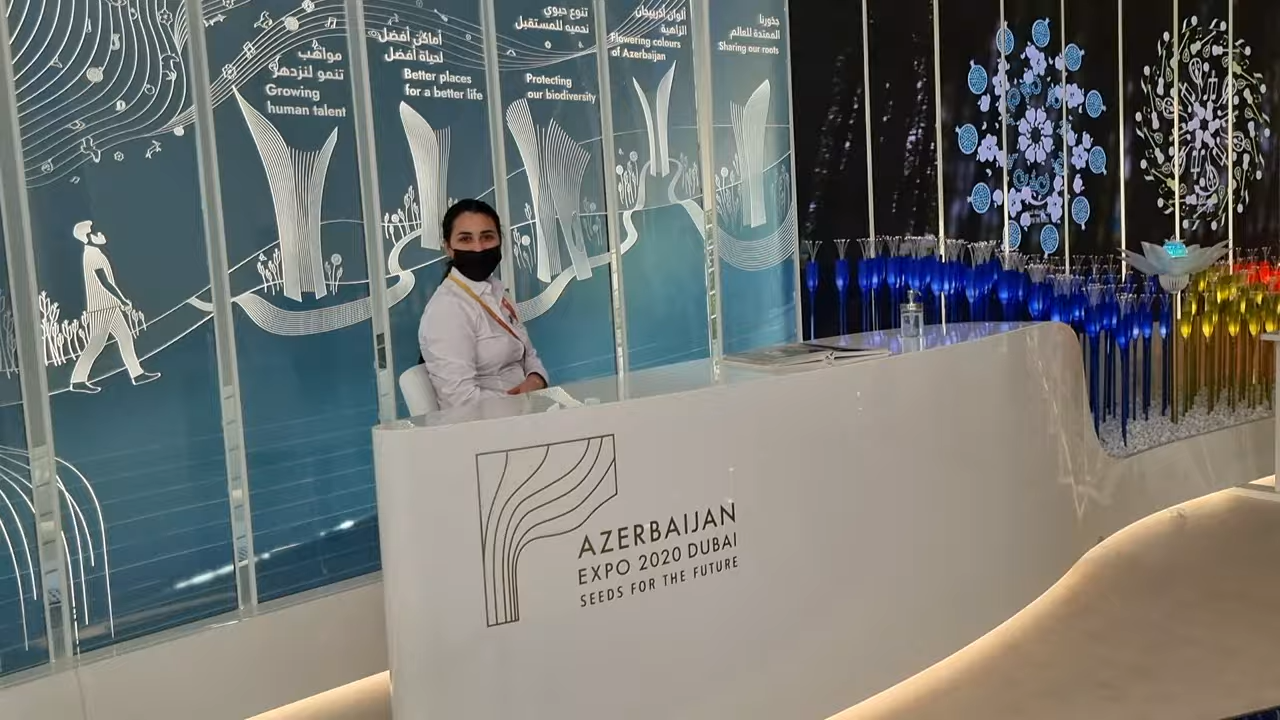 مواهب
تنمو لنزدهر
Growing
human talent
أماكن أفضل
لحياة أفضل
Better places
for a better life
تنوع حيوي
نحميه للمستقبل
Protecting
our biodiversity
ألوان أذربيجان
الزاهية
Flowering colours
of Azerbaijan
جذورنا
الممتدة للعالم
Sharing our roots
AZERBAIJAN
EXPO 2020 DUBAI
SEEDS FOR THE FUTURE